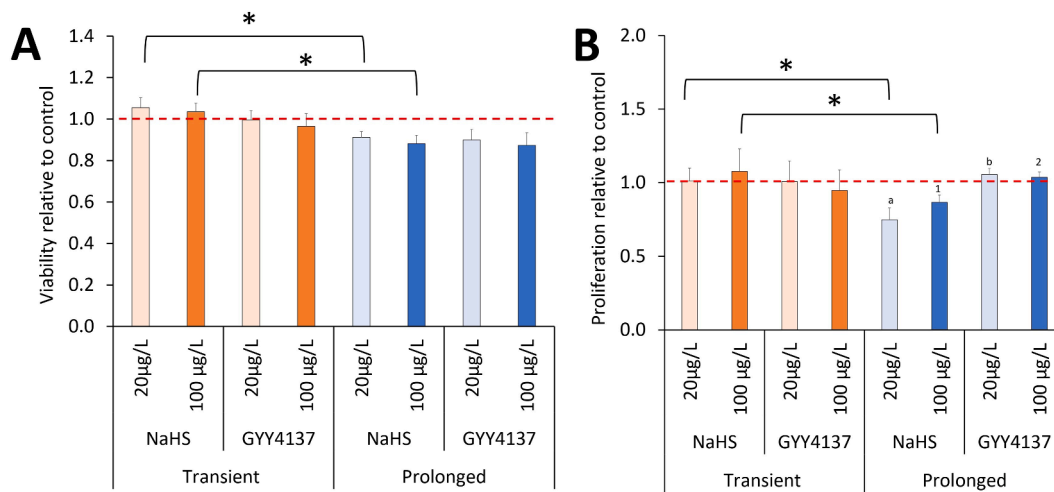 A
Viability relative to control
1.4
1.2
1.0
0.8
0.6
0.4
0.2
0.0
*
*
20µg/L
100 µg/L
20µg/L
100 µg/L
20µg/L
100 µg/L
20µg/L
100 µg/L
NaHS GYY4137 NaHS GYY4137
Transient Prolonged
B
Proliferation relative to control
2.0
1.5
1.0
0.5
0.0
*
*
a
1
b
2
20µg/L
100 µg/L
20µg/L
100 µg/L
20µg/L
100 µg/L
20µg/L
100 µg/L
NaHS GYY4137 NaHS GYY4137
Transient Prolonged